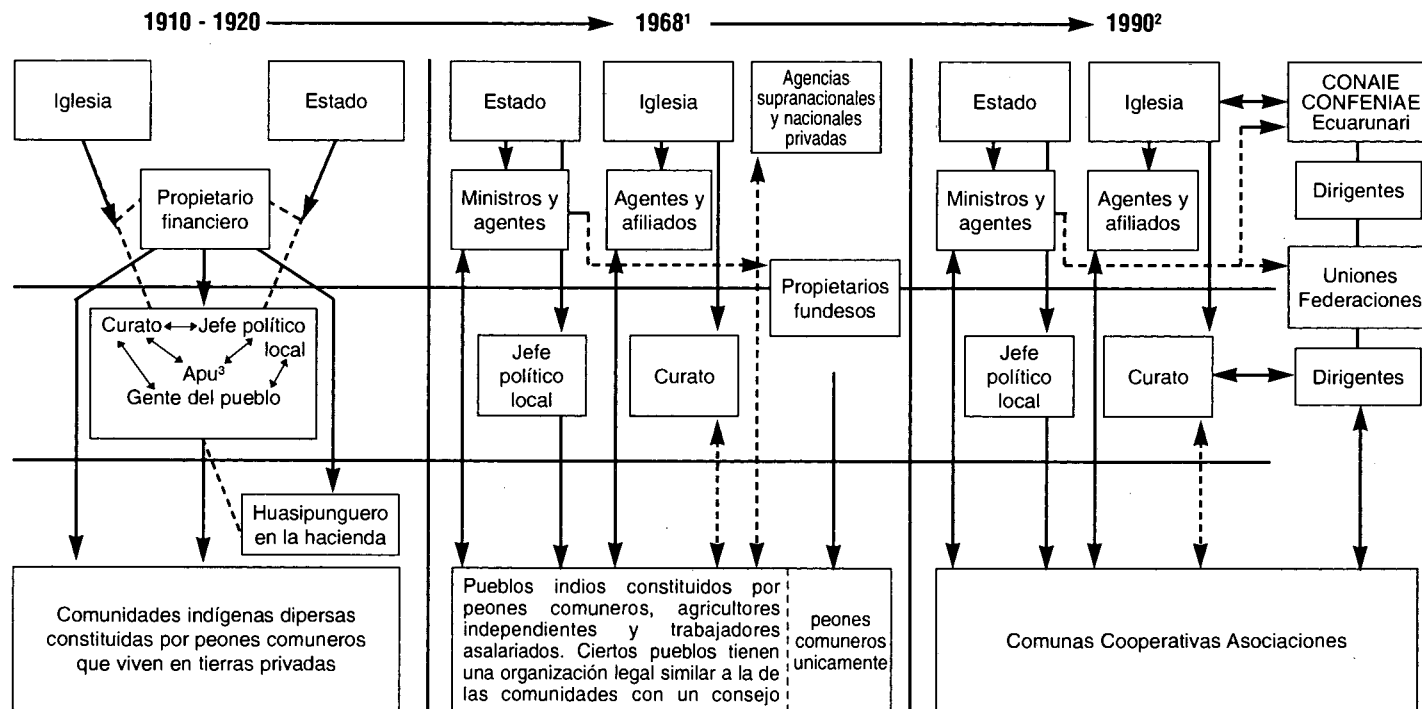 1910 - 1920
1968¹
1990²
Iglesia
Estado
Propietario
financiero
Curato
Jefe político
local
Apu³
Gente del pueblo
Huasipunguero
en la hacienda
Comunidades indígenas dispersas
constituidas por peones comuneros
que viven en tierras privadas
Estado
Iglesia
Agencias
supranacionales
y nacionales
privadas
Ministros y
agentes
Agentes y
afiliados
Propietarios
fundesos
Jefe
político
local
Curato
Pueblos indios constituidos por
peones comuneros, agricultores
independientes y trabajadores
asalariados. Ciertos pueblos tienen
una organización legal similar a la de
las comunidades con un consejo
peones
comuneros
unicamente
Estado
Iglesia
CONAIE
CONFENIAE
Ecuarunari
Ministros y
agentes
Agentes y
afiliados
Dirigentes
Uniones
Federaciones
Jefe
político
local
Curato
Dirigentes
Comunas Cooperativas Asociaciones